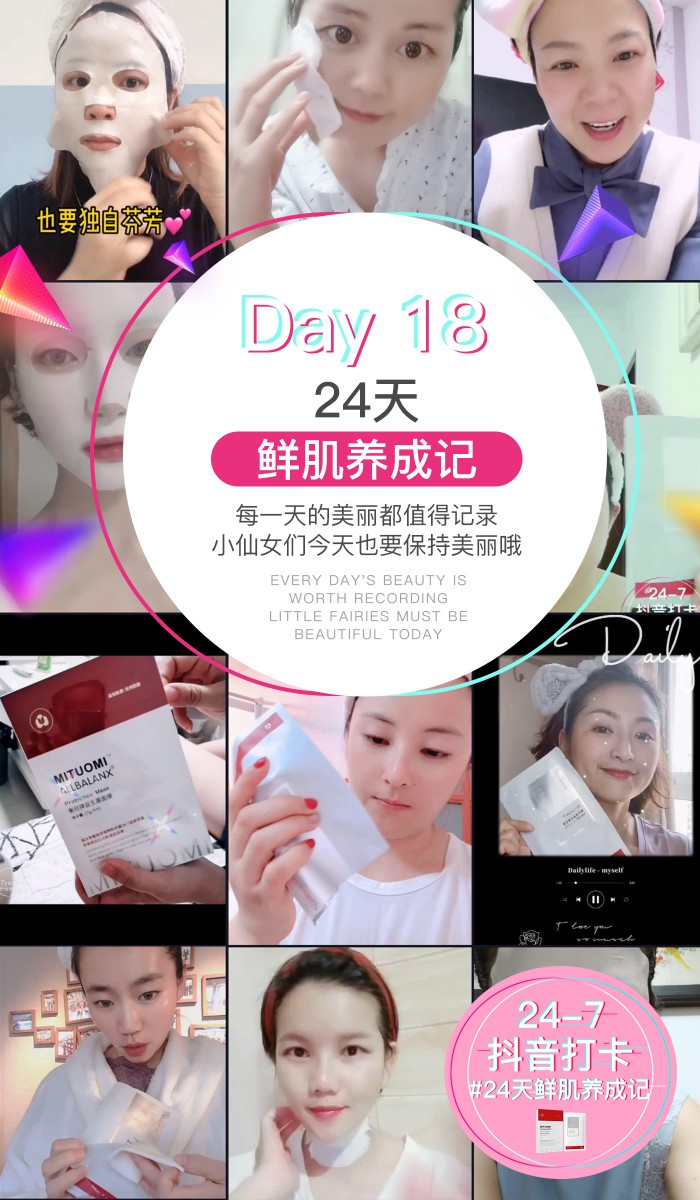 也要独自芬芳
Day 18
24天
鲜肌养成记
每一天的美丽都值得记录
小仙女们今天也要保持美丽哦
EVERY DAY'S BEAUTY IS
WORTH RECORDING
LITTLE FAIRIES MUST BE
BEAUTIFUL TODAY
24-7
抖音打卡
Daily
MITUOMI
ALLBALANX
Probiotics Mask
Dailylife · myself
I love you
so much
24-7
抖音打卡
#24天鲜肌养成记